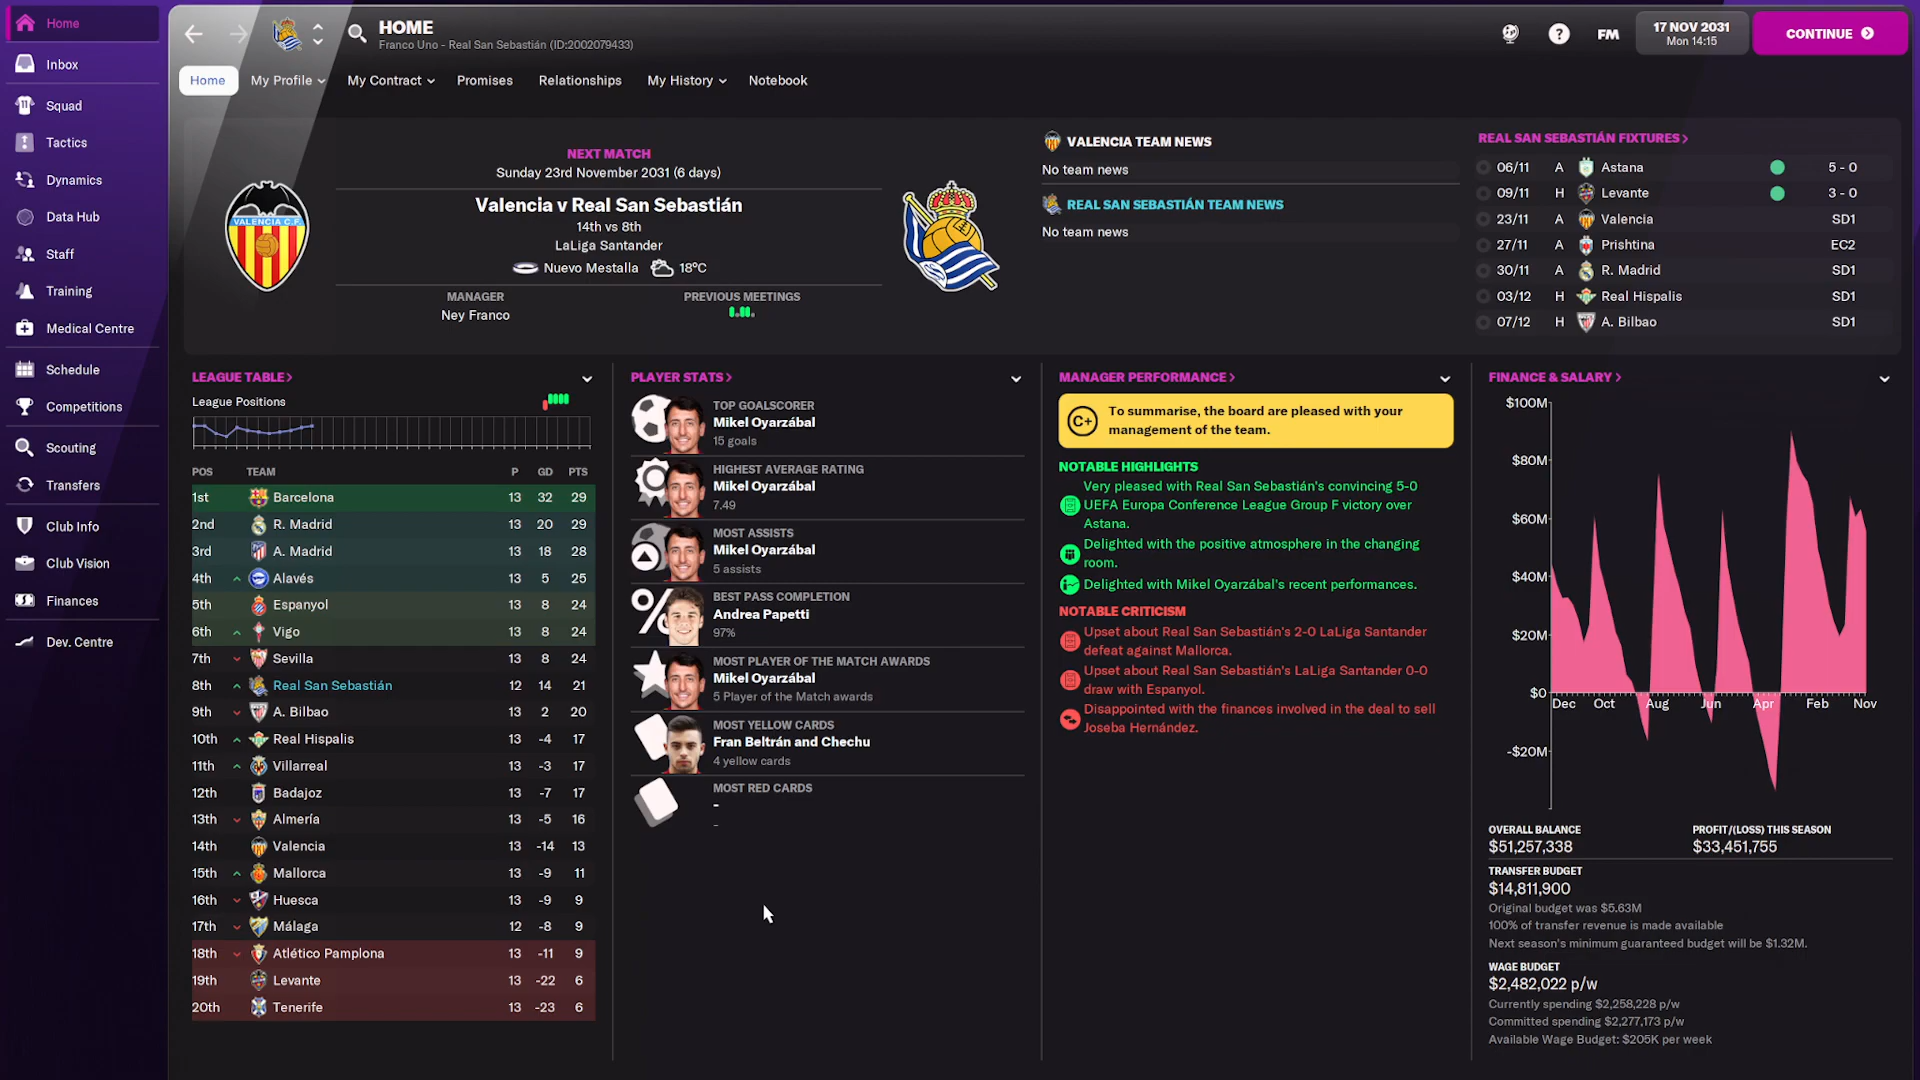 Home
Inbox
Squad
Tactics
Dynamics
Data Hub
Staff
Training
Medical Centre
Schedule
Competitions
Scouting
Transfers
Club Info
Club Vision
Finances
Dev. Centre
HOME
Franco Uno - Real San Sebastián (ID:2002079433)
FM
17 NOV 2031
Mon 14:15
CONTINUE
Home
My Profile
My Contract
Promises
Relationships
My History
Notebook
NEXT MATCH
Sunday 23rd November 2031 (6 days)
Valencia v Real San Sebastián
14th vs 8th
LaLiga Santander
Nuevo Mestalla 18°C
MANAGER
Ney Franco
PREVIOUS MEETINGS
VALENCIA C.F.
VALENCIA TEAM NEWS
No team news
REAL SAN SEBASTIÁN TEAM NEWS
No team news
REAL SAN SEBASTIÁN FIXTURES >
06/11 A Astana 5 - 0
09/11 H Levante 3 - 0
23/11 A Valencia SD1
27/11 A Prishtina EC2
30/11 A R. Madrid SD1
03/12 H Real Hispalis SD1
07/12 H A. Bilbao SD1
LEAGUE TABLE >
League Positions
POS TEAM P GD PTS
1st Barcelona 13 32 29
2nd R. Madrid 13 20 29
3rd A. Madrid 13 18 28
4th Alavés 13 5 25
5th Espanyol 13 8 24
6th Vigo 13 8 24
7th Sevilla 13 8 24
8th Real San Sebastián 12 14 21
9th A. Bilbao 13 2 20
10th Real Hispalis 13 -4 17
11th Villarreal 13 -3 17
12th Badajoz 13 -7 17
13th Almería 13 -5 16
14th Valencia 13 -14 13
15th Mallorca 13 -9 11
16th Huesca 13 -9 9
17th Málaga 12 -8 9
18th Atlético Pamplona 13 -11 9
19th Levante 13 -22 6
20th Tenerife 13 -23 6
PLAYER STATS >
TOP GOALSCORER
Mikel Oyarzábal
15 goals
HIGHEST AVERAGE RATING
Mikel Oyarzábal
7.49
MOST ASSISTS
Mikel Oyarzábal
5 assists
BEST PASS COMPLETION
Andrea Papetti
97%
MOST PLAYER OF THE MATCH AWARDS
Mikel Oyarzábal
5 Player of the Match awards
MOST YELLOW CARDS
Fran Beltrán and Chechu
4 yellow cards
MOST RED CARDS
-
-
MANAGER PERFORMANCE >
C+
To summarise, the board are pleased with your
management of the team.
NOTABLE HIGHLIGHTS
Very pleased with Real San Sebastián's convincing 5-0
UEFA Europa Conference League Group F victory over
Astana.
Delighted with the positive atmosphere in the changing
room.
Delighted with Mikel Oyarzábal's recent performances.
NOTABLE CRITICISM
Upset about Real San Sebastián's 2-0 LaLiga Santander
defeat against Mallorca.
Upset about Real San Sebastián's LaLiga Santander 0-0
draw with Espanyol.
Disappointed with the finances involved in the deal to sell
Joseba Hernández.
FINANCE & SALARY >
$100M
$80M
$60M
$40M
$20M
$0
-$20M
Dec Oct Aug Jun Apr Feb Nov
OVERALL BALANCE
$51,257,338
PROFIT/(LOSS) THIS SEASON
$33,451,755
TRANSFER BUDGET
$14,811,900
Original budget was $5.63M
100% of transfer revenue is made available
Next season's minimum guaranteed budget will be $1.32M.
WAGE BUDGET
$2,482,022 p/w
Currently spending $2,258,228 p/w
Committed spending $2,277,173 p/w
Available Wage Budget: $205K per week